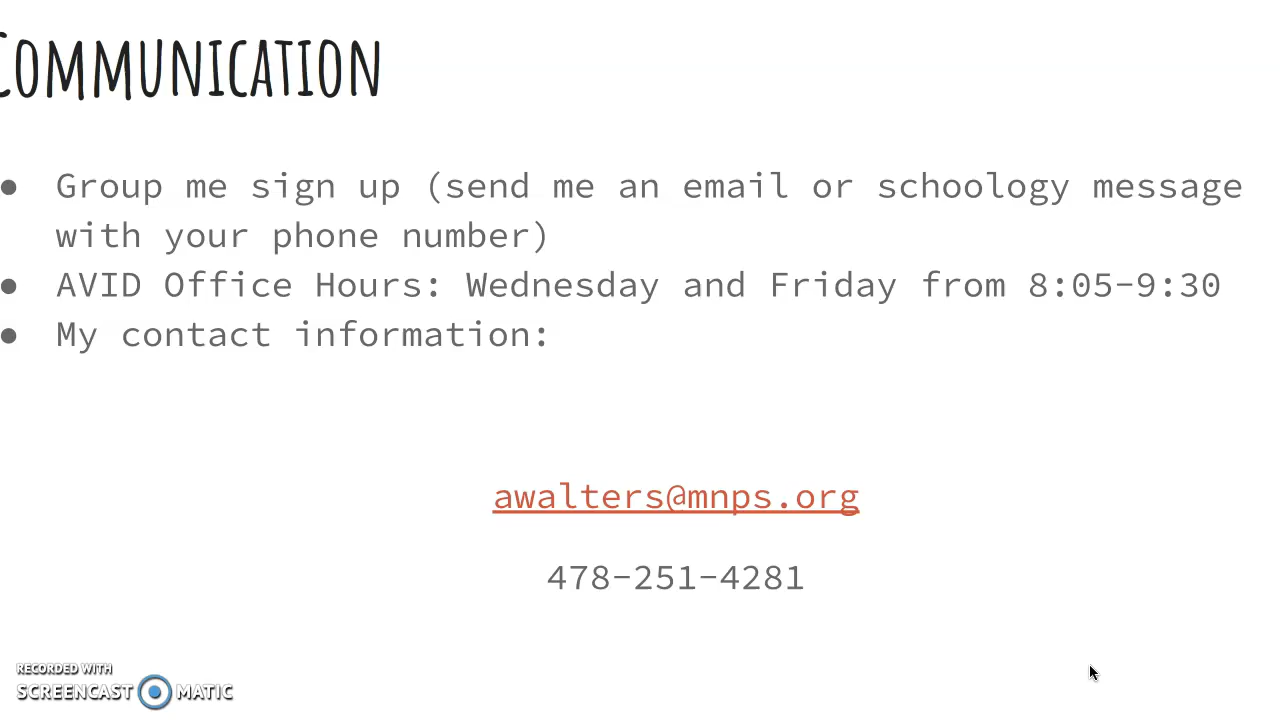 COMMUNICATION
● Group me sign up (send me an email or schoology message
with your phone number)
● AVID Office Hours: Wednesday and Friday from 8:05-9:30
● My contact information:
awalters@mnps.org
478-251-4281
RECORDED WITH
SCREENCAST MATIC